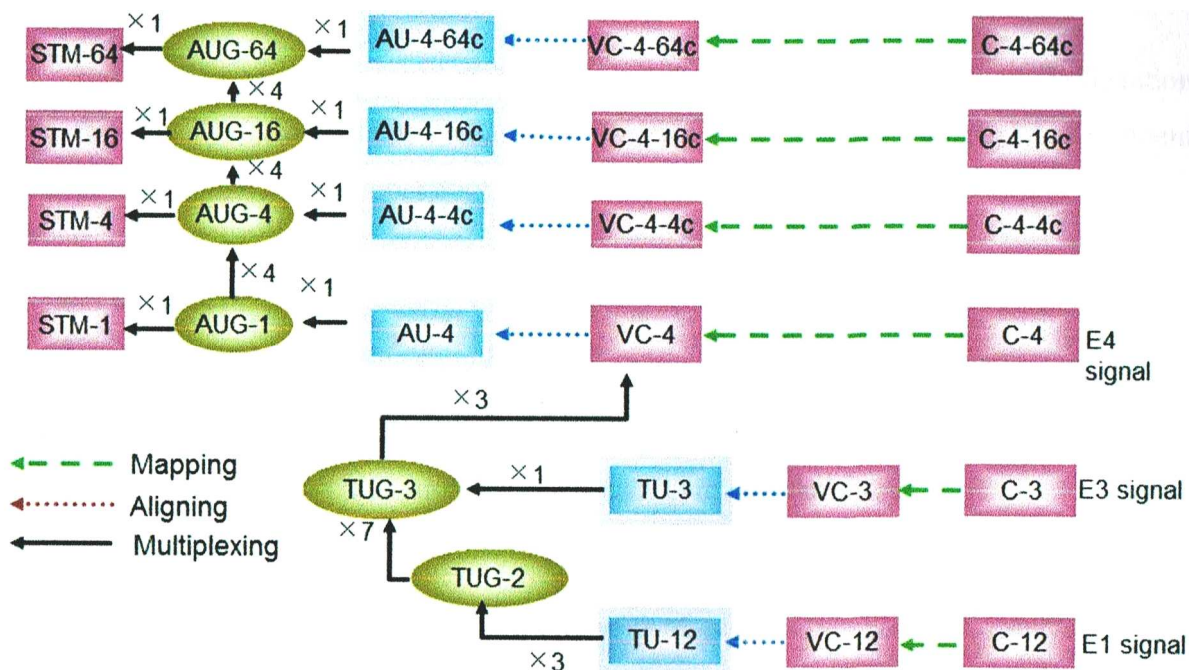 ×1 ×1
STM-64 AUG-64 AU-4-64c VC-4-64c C-4-64c
×4
×1 ×1
STM-16 AUG-16 AU-4-16c VC-4-16c C-4-16c
×4
×1 ×1
STM-4 AUG-4 AU-4-4c VC-4-4c C-4-4c
×4
×1 ×1
STM-1 AUG-1 AU-4 VC-4 C-4 E4
signal
×3
Mapping
×1
TUG-3 TU-3 VC-3 C-3 E3 signal
Aligning
×7
Multiplexing
TUG-2
TU-12 VC-12 C-12 E1 signal
×3